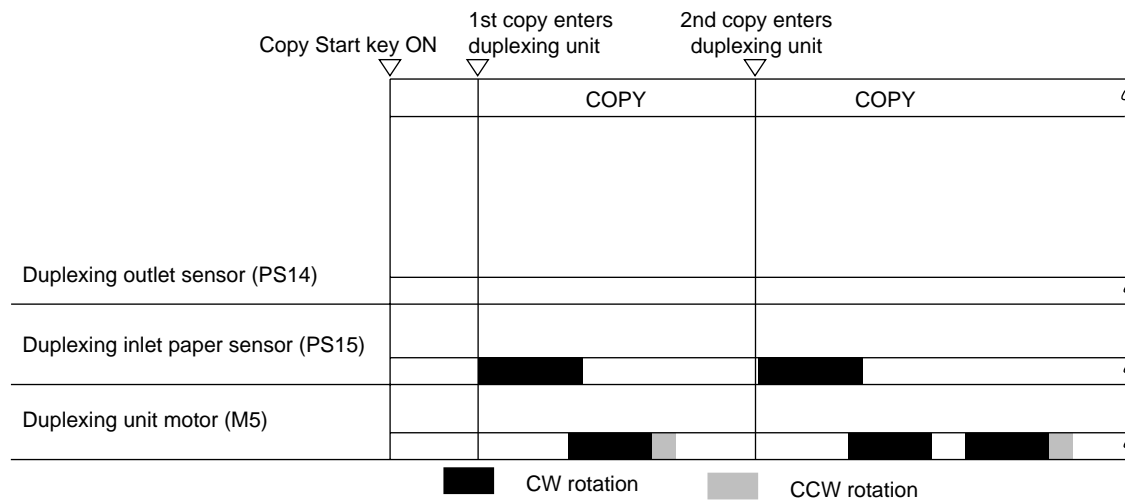 1st copy enters
duplexing unit
2nd copy enters
duplexing unit
Copy Start key ON
COPY
COPY
Duplexing outlet sensor (PS14)
Duplexing inlet paper sensor (PS15)
Duplexing unit motor (M5)
CW rotation
CCW rotation